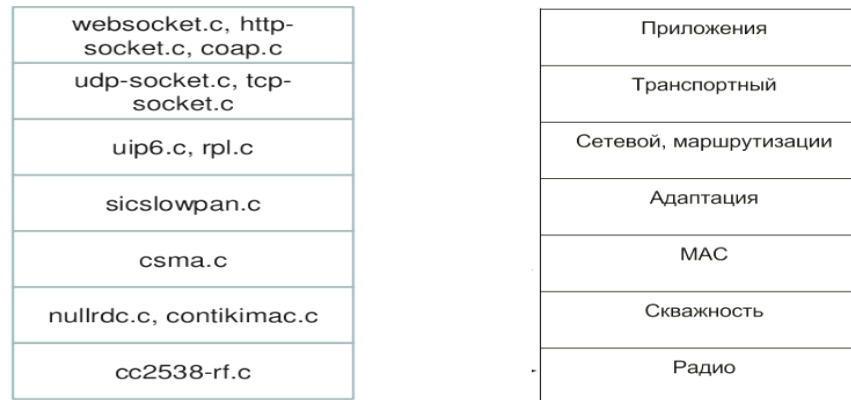 websocket.c, http-
socket.c, coap.c
udp-socket.c, tcp-
socket.c
uip6.c, rpl.c
sicslowpan.c
csma.c
nullrdc.c, contikimac.c
cc2538-rf.c
Приложения
Транспортный
Сетевой, маршрутизации
Адаптация
МАС
Скважность
Радио